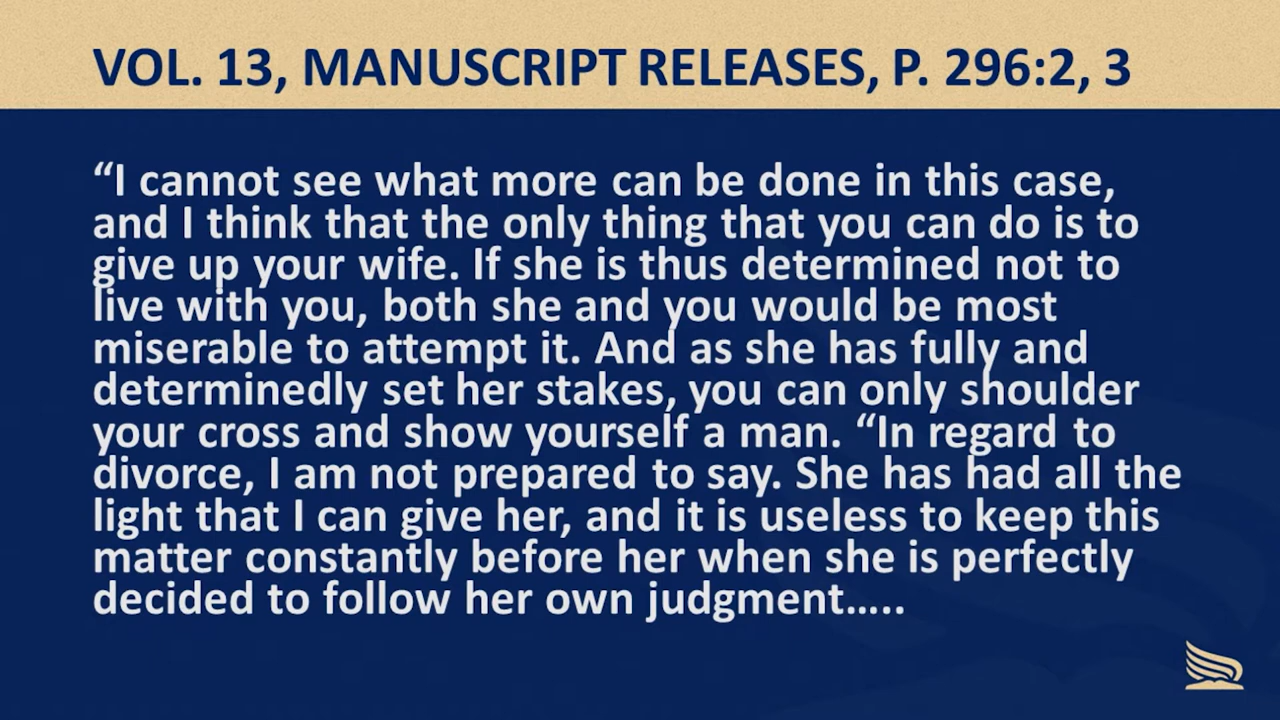 VOL. 13, MANUSCRIPT RELEASES, P. 296:2, 3
“I cannot see what more can be done in this case,
and I think that the only thing that you can do is to
give up your wife. If she is thus determined not to
live with you, both she and you would be most
miserable to attempt it. And as she has fully and
determinedly set her stakes, you can only shoulder
your cross and show yourself a man. “In regard to
divorce, I am not prepared to say. She has had all the
light that I can give her, and it is useless to keep this
matter constantly before her when she is perfectly
decided to follow her own judgment…..